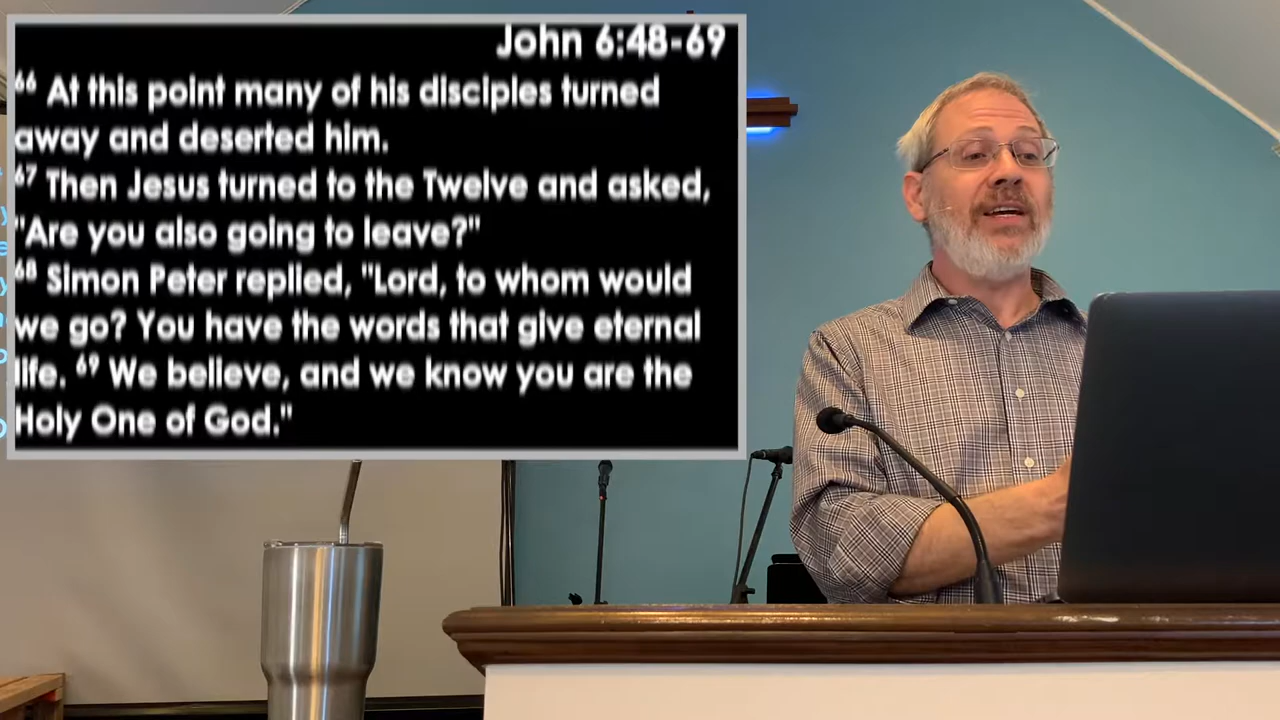 John 6:48-69
66 At this point many of his disciples turned
away and deserted him.
67 Then Jesus turned to the Twelve and asked,
"Are you also going to leave?"
68 Simon Peter replied, "Lord, to whom would
we go? You have the words that give eternal
life. 69 We believe, and we know you are the
Holy One of God."